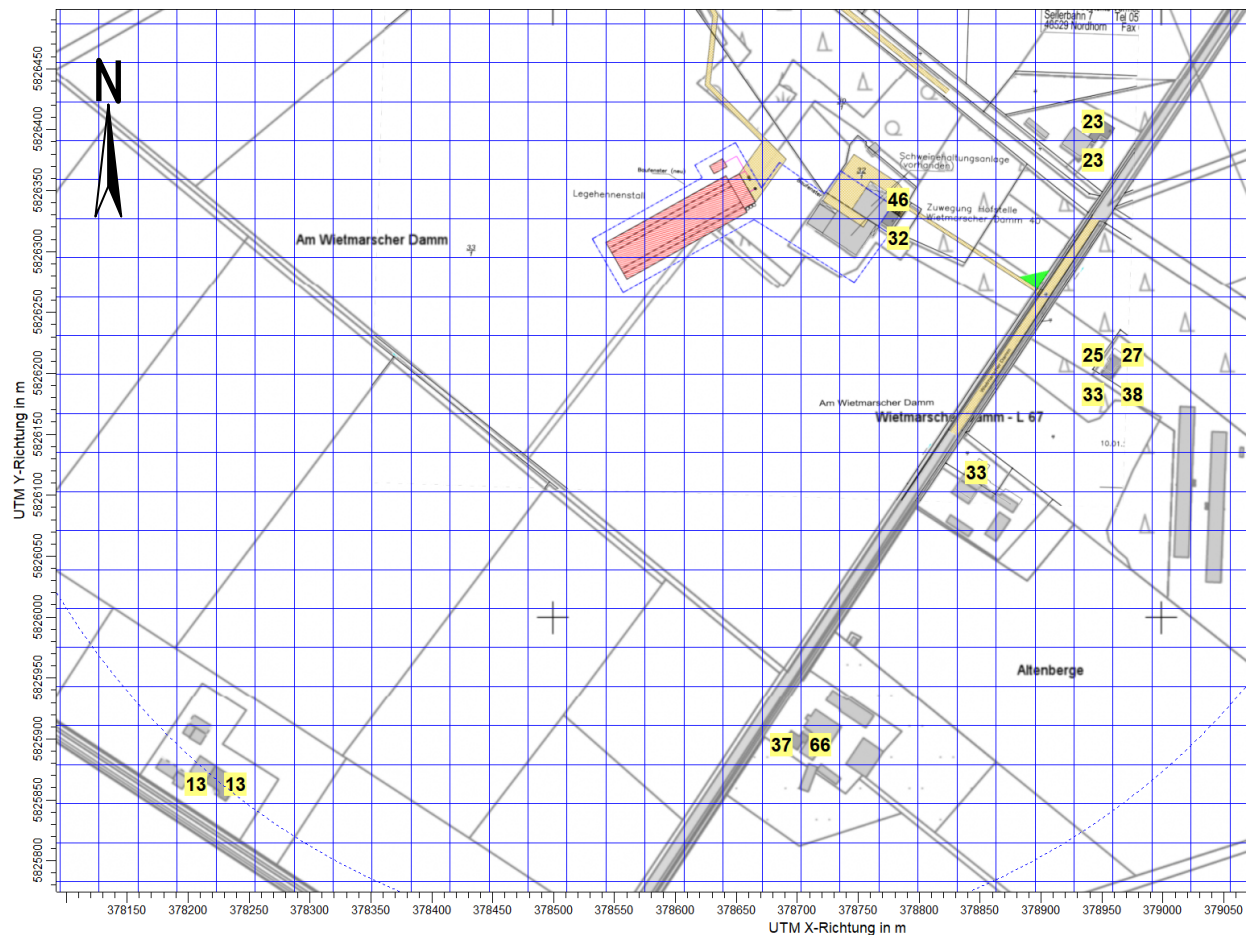 Sellerbahn 7 Tel 05
48529 Nordhorn Fax
N
23
23
Schweinehaltungsanlage
(vorhanden)
32
46
Legehennenstall
Zuwegung Hofstelle
Wietmarscher Damm 40
32
Am Wietmarscher Damm
33
25 27
33 38
Am Wietmarscher Damm
Wietmarscher Damm - L 67
10.01.
33
Altenberge
37 66
13 13
5826450
5826400
5826350
5826300
5826250
5826200
5826150
5826100
5826050
5826000
5825950
5825900
5825850
5825800
UTM Y-Richtung in m
378150 378200 378250 378300 378350 378400 378450 378500 378550 378600 378650 378700 378750 378800 378850 378900 378950 379000 379050
UTM X-Richtung in m